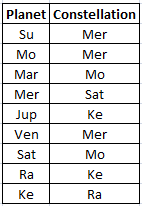 Planet Constellation
Su Mer
Mo Mer
Mar Mo
Mer Sat
Jup Ke
Ven Mer
Sat Mo
Ra Ke
Ke Ra